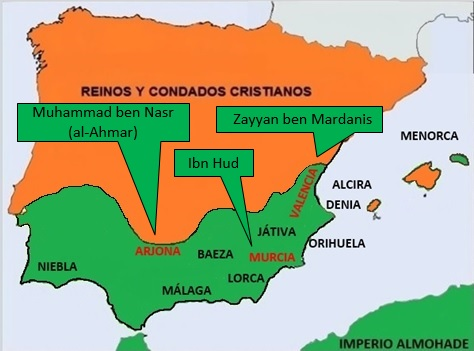 REINOS Y CONDADOS CRISTIANOS
Muhammad ben Nasr
(al-Ahmar)
Zayyan ben Mardanis
Ibn Hud
MENORCA
VALENCIA
ALCIRA
DENIA
JÁTIVA
ORIHUELA
ARJONA
BAEZA
MURCIA
NIEBLA
LORCA
MÁLAGA
IMPERIO ALMOHADE